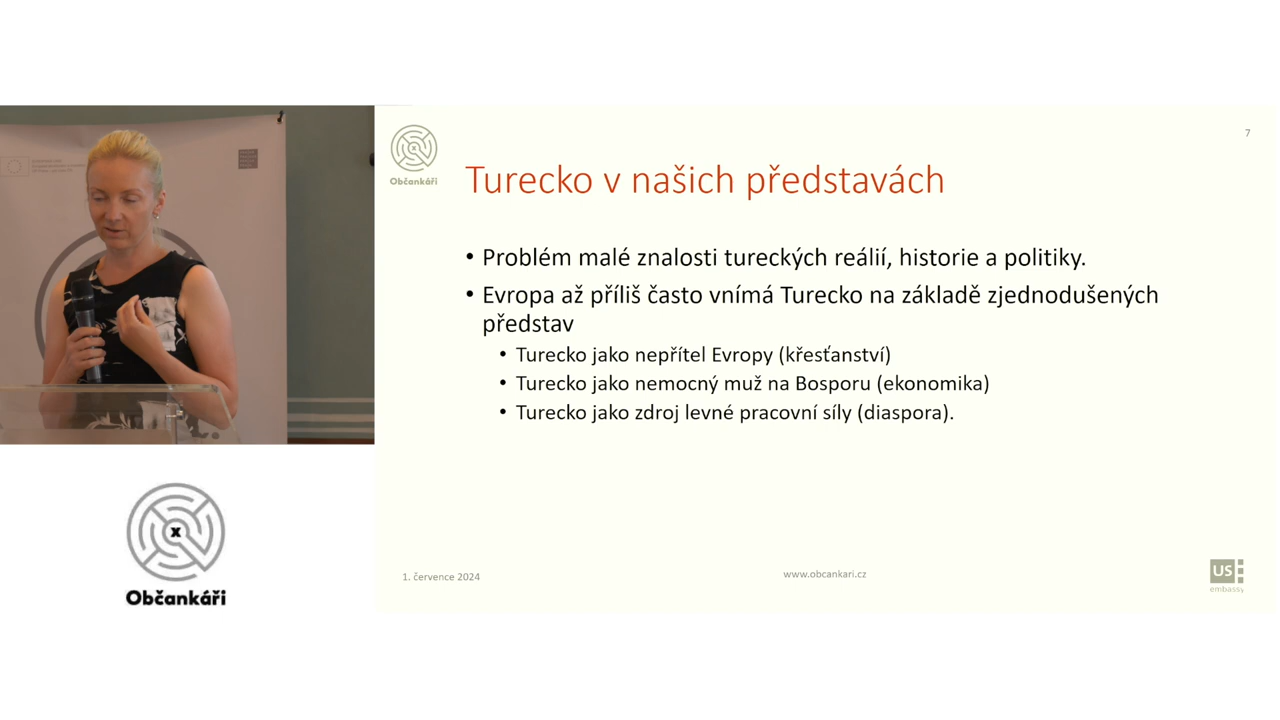 Občankáři
7
Turecko v našich představách
• Problém malé znalosti tureckých reálií, historie a politiky.
• Evropa až příliš často vnímá Turecko na základě zjednodušených
představ
• Turecko jako nepřítel Evropy (křesťanství)
• Turecko jako nemocný muž na Bosporu (ekonomika)
• Turecko jako zdroj levné pracovní síly (diaspora).
x
Občankáři
1. července 2024
www.obcankari.cz
US
embassy